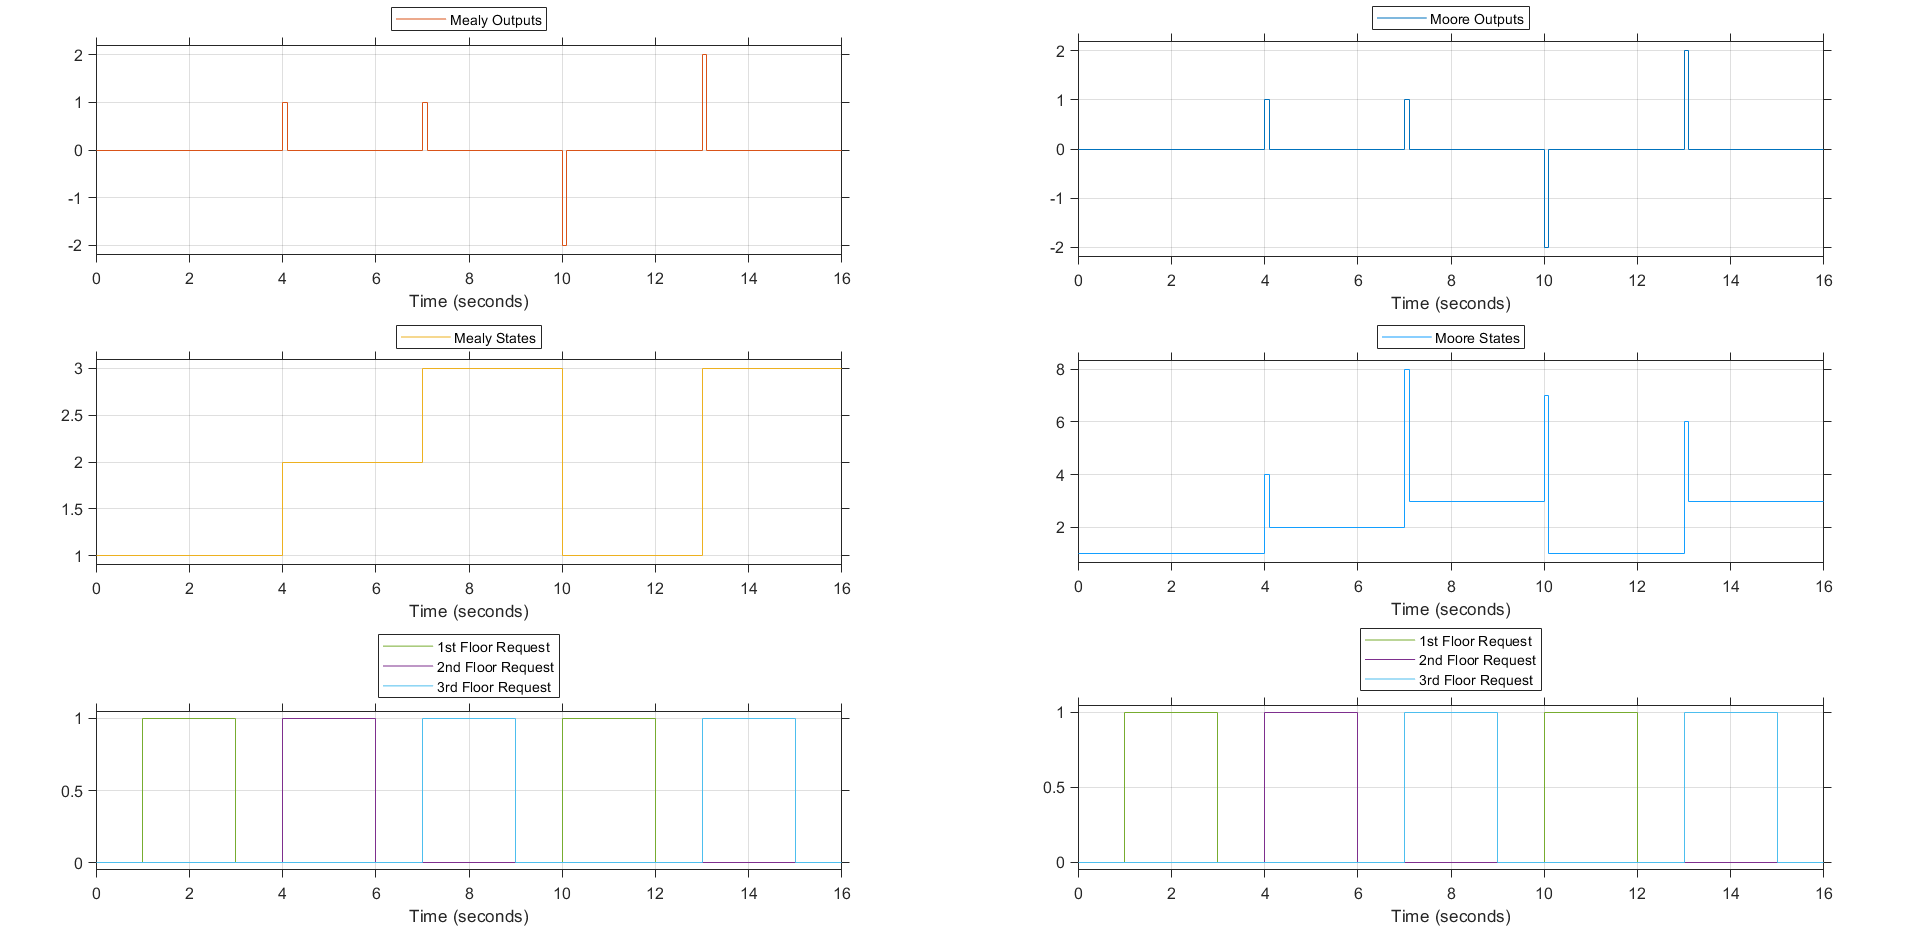 Mealy Outputs
2
1
0
-1
-2
0 2 4 6 8 10 12 14 16
Time (seconds)
Mealy States
3
2.5
2
1.5
1
0 2 4 6 8 10 12 14 16
Time (seconds)
1st Floor Request
2nd Floor Request
3rd Floor Request
1
0.5
0
0 2 4 6 8 10 12 14 16
Time (seconds)
Moore Outputs
2
1
0
-1
-2
0 2 4 6 8 10 12 14 16
Time (seconds)
Moore States
8
6
4
2
0 2 4 6 8 10 12 14 16
Time (seconds)
1st Floor Request
2nd Floor Request
3rd Floor Request
1
0.5
0
0 2 4 6 8 10 12 14 16
Time (seconds)